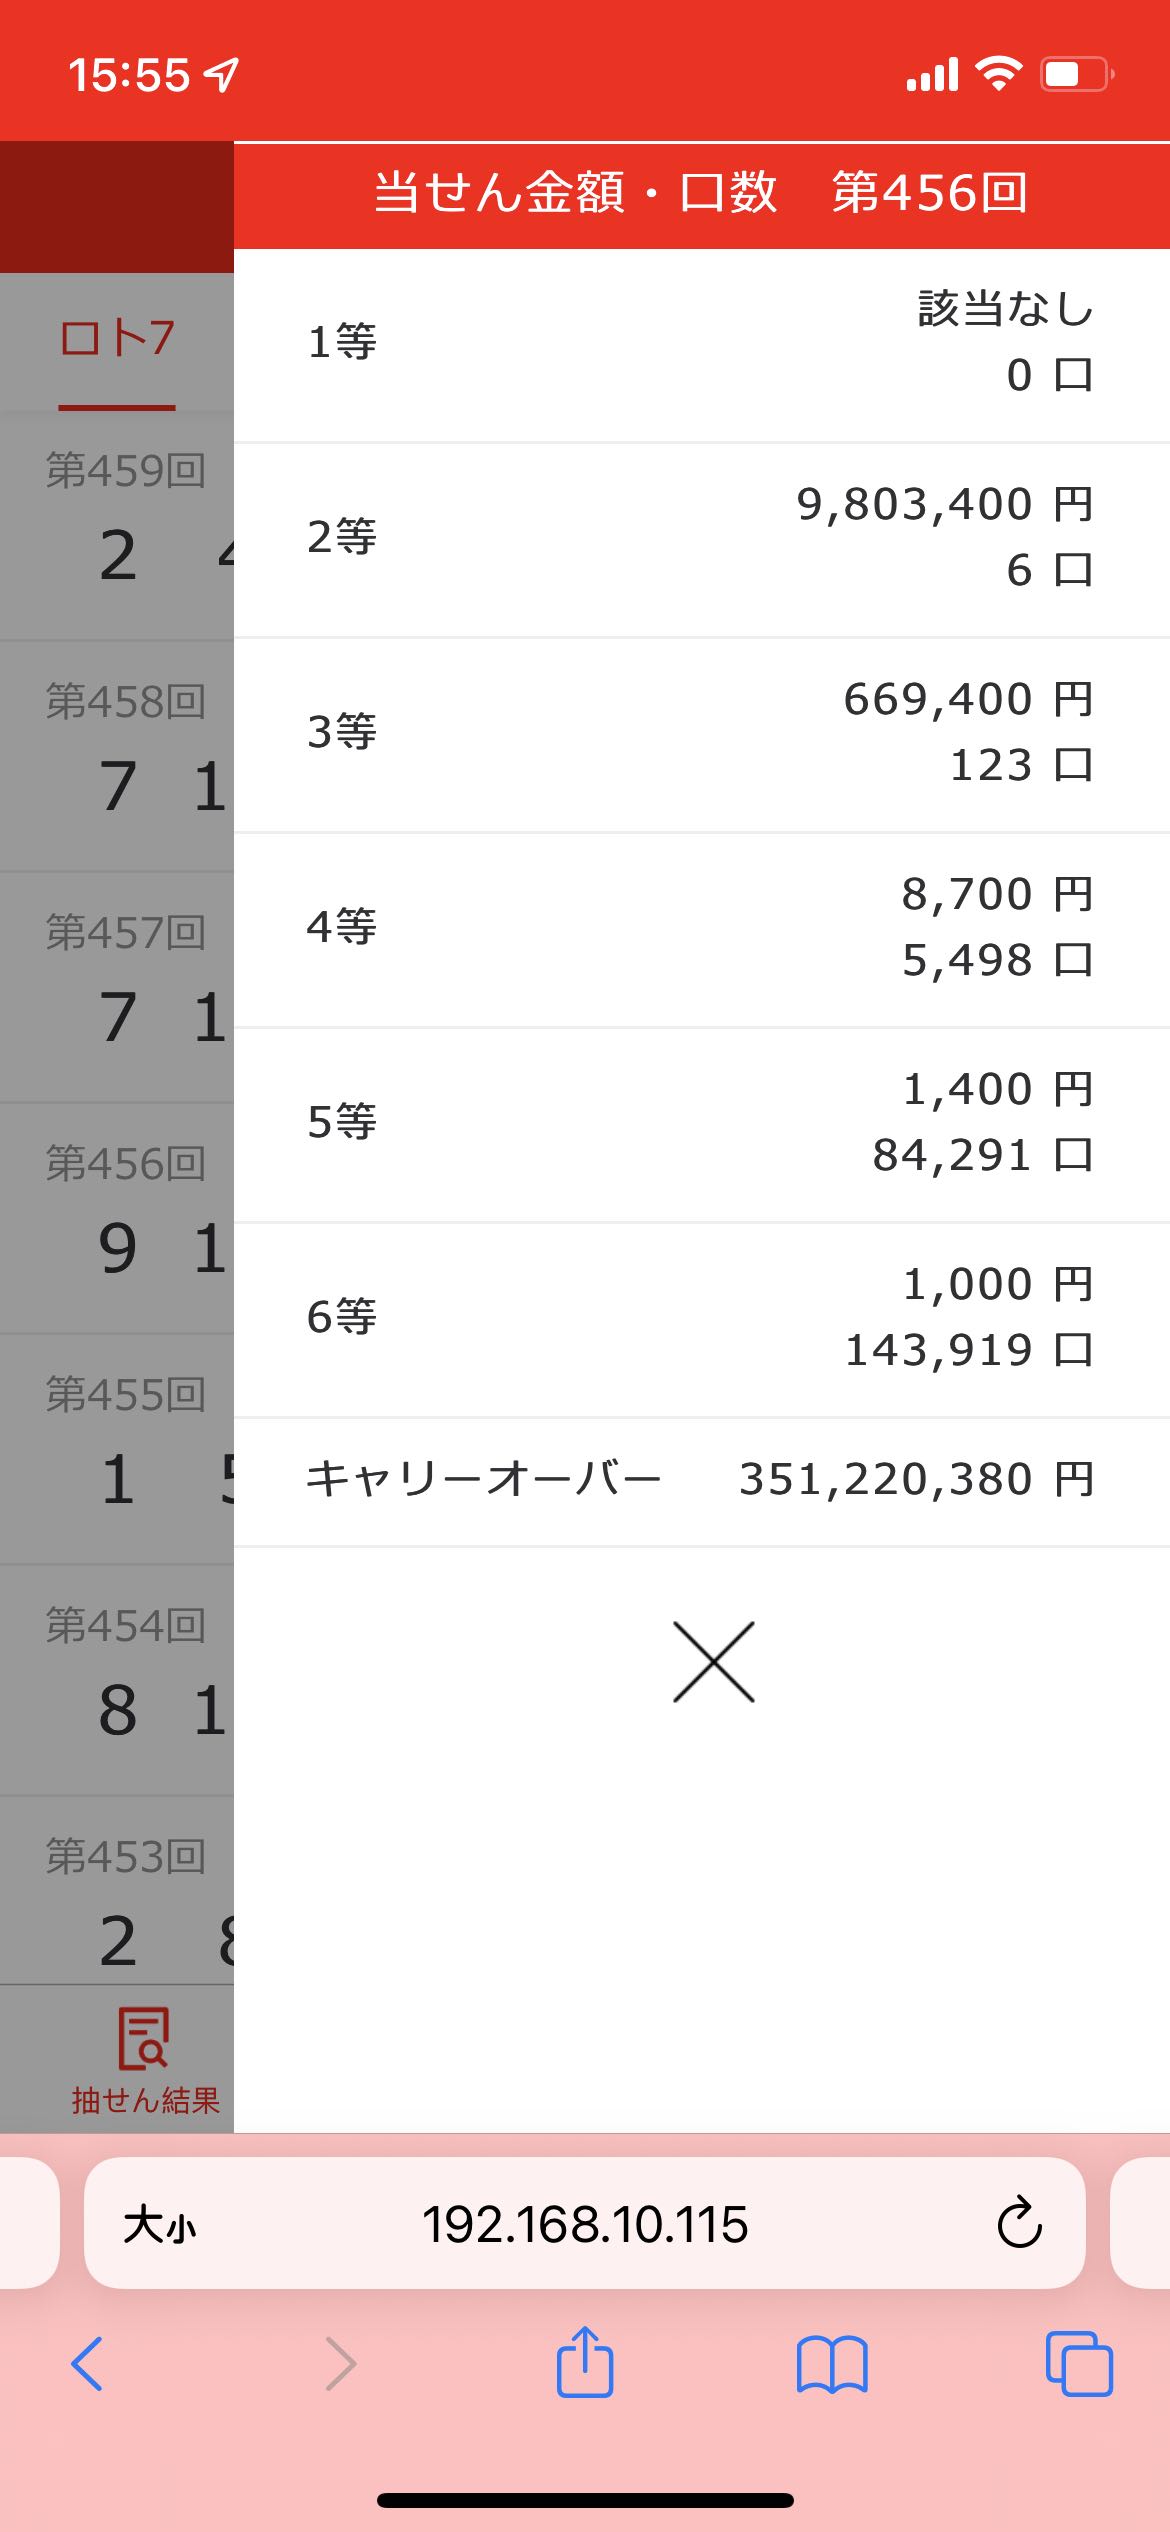 15:55
当せん金額・口数　第456回
1等
該当なし
0 口
2等
9,803,400 円
6 口
3等
669,400 円
123 口
4等
8,700 円
5,498 口
5等
1,400 円
84,291 口
6等
1,000 円
143,919 口
キャリーオーバー 351,220,380 円
ロト7
第459回
2 4
第458回
7 1
第457回
7 1
第456回
9 1
第455回
1 5
第454回
8 1
第453回
2 8
抽せん結果
大小 192.168.10.115